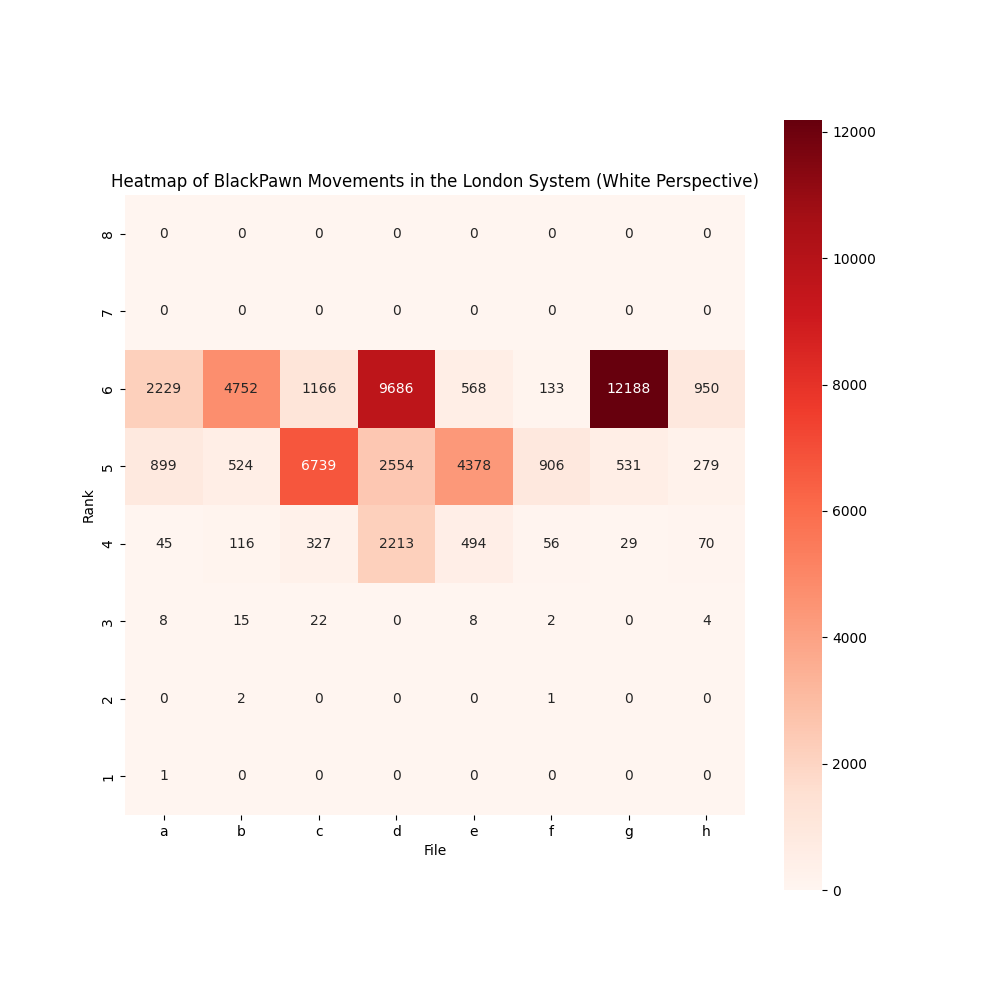 Heatmap of BlackPawn Movements in the London System (White Perspective)
8 0 0 0 0 0 0 0 0
7 0 0 0 0 0 0 0 0
6 2229 4752 1166 9686 568 133 12188 950
5 899 524 6739 2554 4378 906 531 279
4 45 116 327 2213 494 56 29 70
3 8 15 22 0 8 2 0 4
2 0 2 0 0 0 1 0 0
1 1 0 0 0 0 0 0 0
a b c d e f g h
File
Rank
12000
10000
8000
6000
4000
2000
0